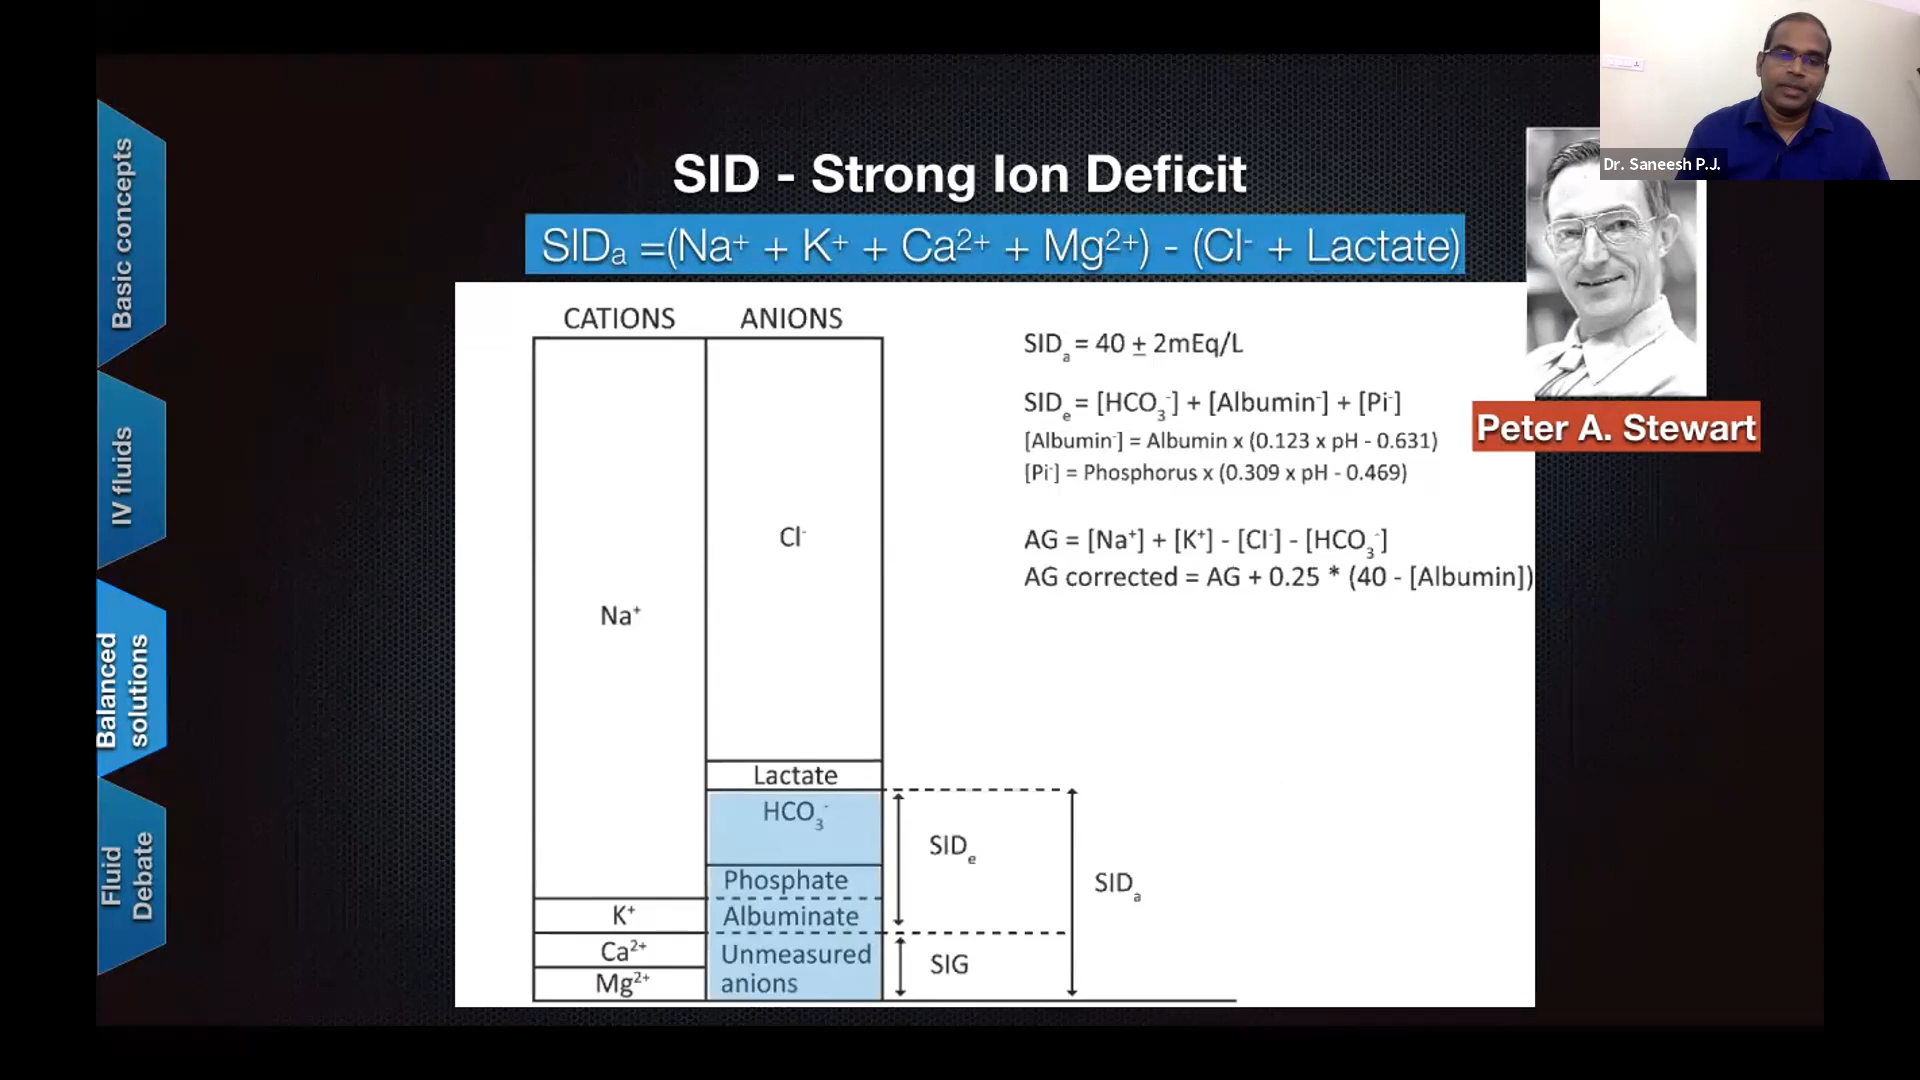 Dr. Saneesh P.J.
Basic concepts
IV fluids
Balanced
solutions
Fluid
Debate
SID - Strong Ion Deficit
SIDₐ =(Na⁺ + K⁺ + Ca²⁺ + Mg²⁺) - (Cl⁻ + Lactate)
Peter A. Stewart
CATIONS ANIONS
Na⁺
Cl⁻
Lactate
HCO₃⁻
Phosphate
K⁺ Albuminate
Ca²⁺
Mg²⁺
Unmeasured
anions
SIDₑ
SIG
SIDₐ
SIDₐ = 40 ± 2mEq/L
SIDₑ = [HCO₃⁻] + [Albumin⁻] + [Pi⁻]
[Albumin⁻] = Albumin x (0.123 x pH - 0.631)
[Pi⁻] = Phosphorus x (0.309 x pH - 0.469)
AG = [Na⁺] + [K⁺] - [Cl⁻] - [HCO₃⁻]
AG corrected = AG + 0.25 * (40 - [Albumin])